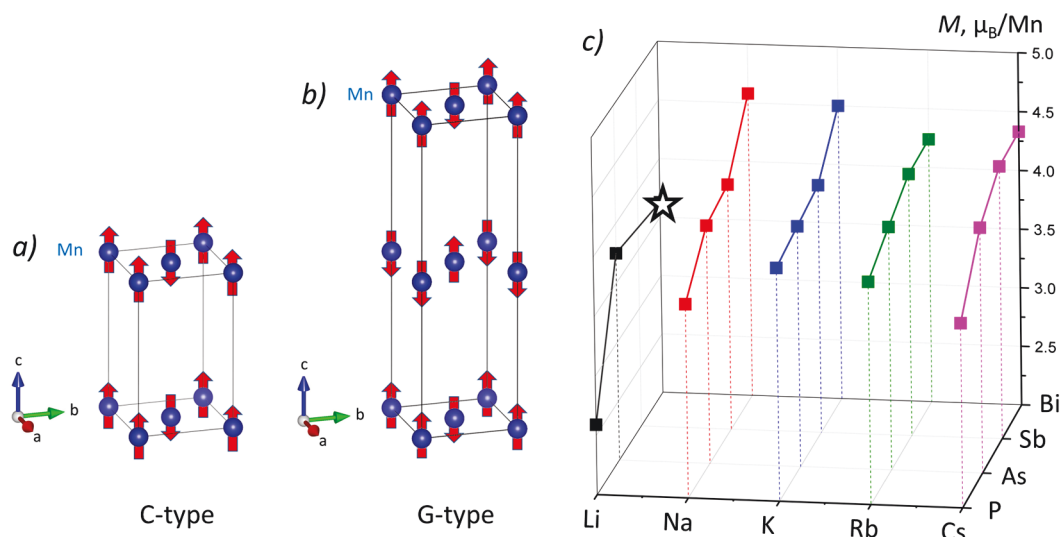 a)
Mn
c
b
a
C-type
b)
Mn
c
b
a
G-type
c)
M, μB/Mn
5.0
4.5
4.0
3.5
3.0
2.5
Bi
Sb
As
P
Li
Na
K
Rb
Cs